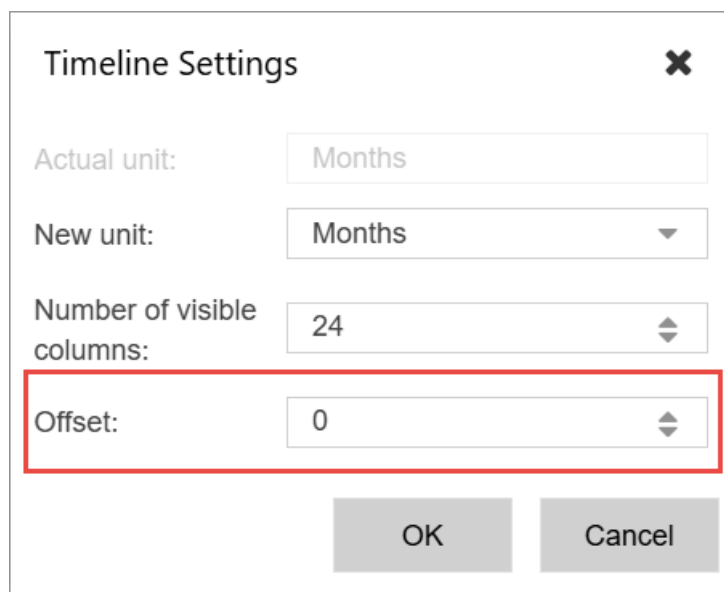 Timeline Settings
Actual unit: Months
New unit: Months
Number of visible
columns: 24
Offset: 0
OK Cancel